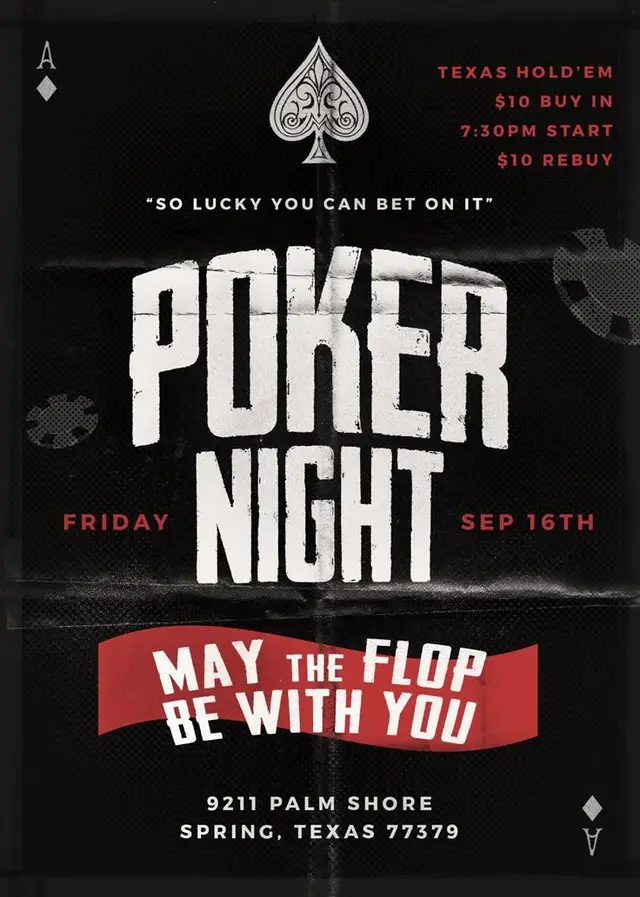 A
TEXAS HOLD'EM
$10 BUY IN
7:30PM START
$10 REBUY
"SO LUCKY YOU CAN BET ON IT"
POKER
NIGHT
FRIDAY
SEP 16TH
MAY THE FLOP
BE WITH YOU
9211 PALM SHORE
SPRING, TEXAS 77379
A